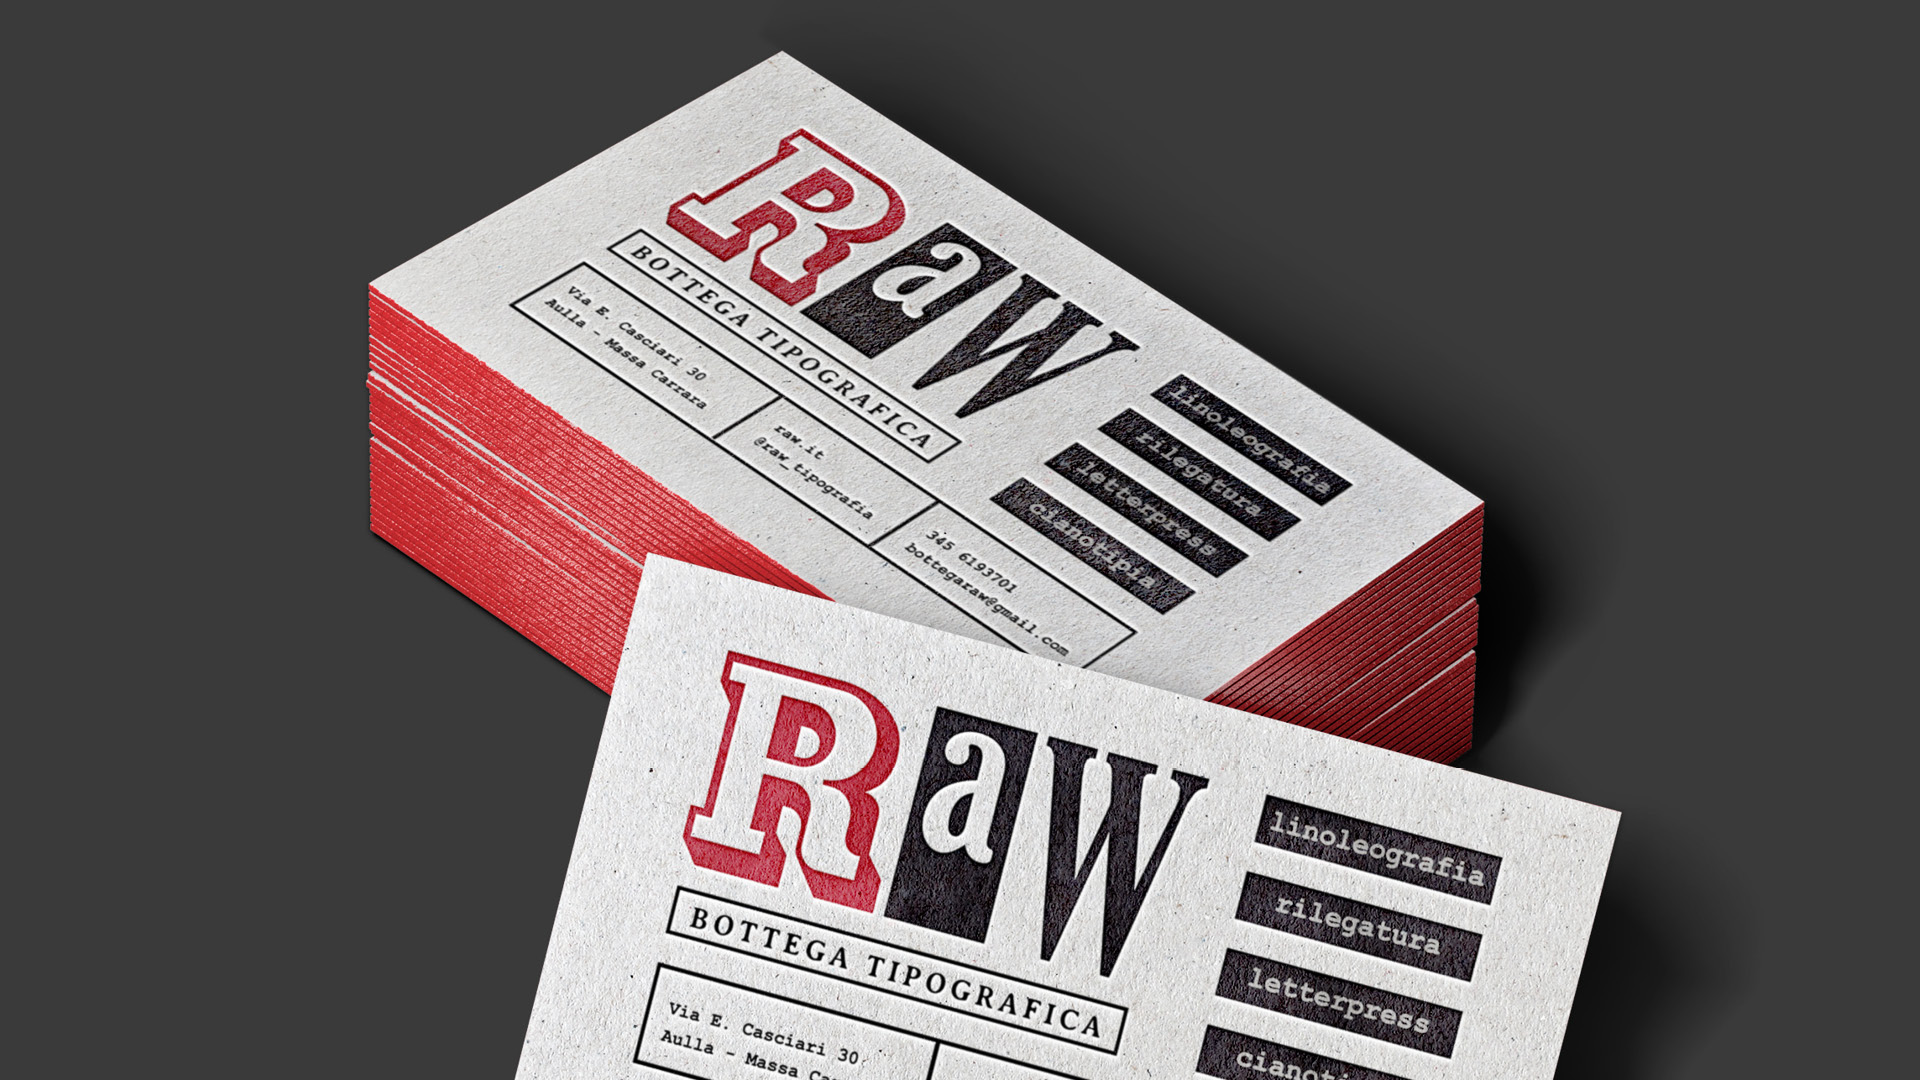 RaW
BOTTEGA TIPOGRAFICA
Via E. Casciari 30
Aulla - Massa Carrara
raw.it
@raw_tipografia
345 6193701
bottegaraw@gmail.com
linoleografia
rilegatura
letterpress
cianotipia
RaW
BOTTEGA TIPOGRAFICA
Via E. Casciari 30
Aulla - Massa
linoleografia
rilegatura
letterpress